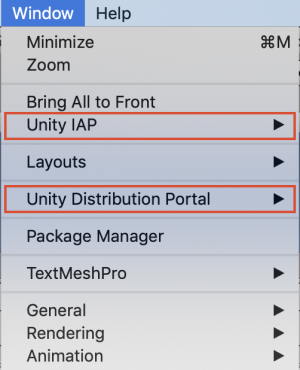 Window Help
Minimize ⌘M
Zoom
Bring All to Front
Unity IAP
Layouts
Unity Distribution Portal
Package Manager
TextMeshPro
General
Rendering
Animation